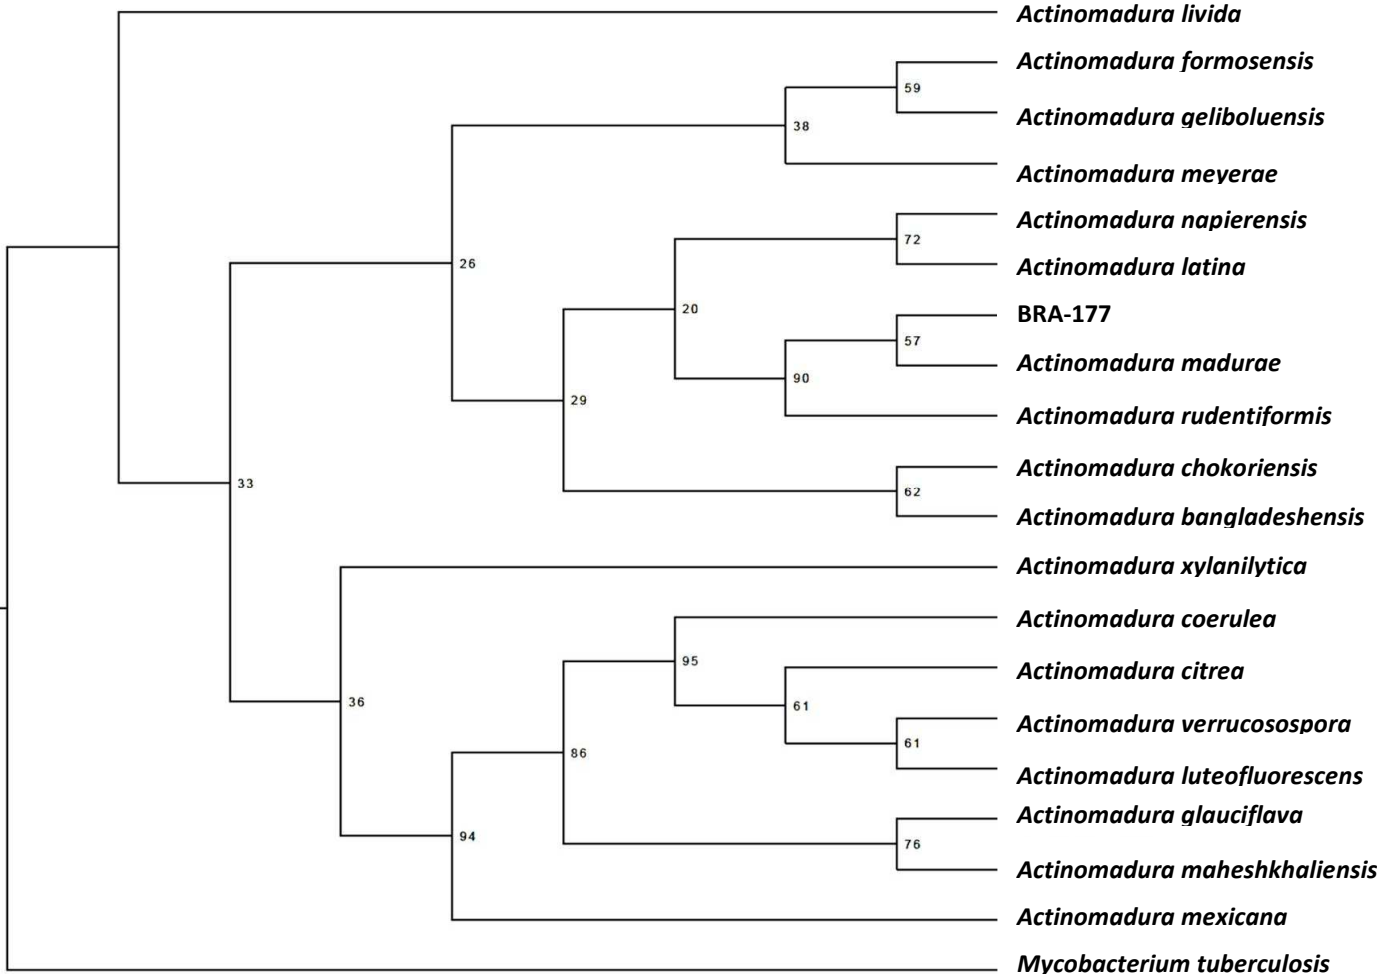 Actinomadura livida
Actinomadura formosensis
59
Actinomadura geliboluensis
38
Actinomadura meyerae
Actinomadura napierensis
72
26
Actinomadura latina
20
BRA-177
57
Actinomadura madurae
90
29
Actinomadura rudentiformis
Actinomadura chokoriensis
33
62
Actinomadura bangladeshensis
Actinomadura xylanilytica
Actinomadura coerulea
95
Actinomadura citrea
36
61
Actinomadura verrucosospora
61
86
Actinomadura luteofluorescens
Actinomadura glauciflava
94
76
Actinomadura maheshkhaliensis
Actinomadura mexicana
Mycobacterium tuberculosis